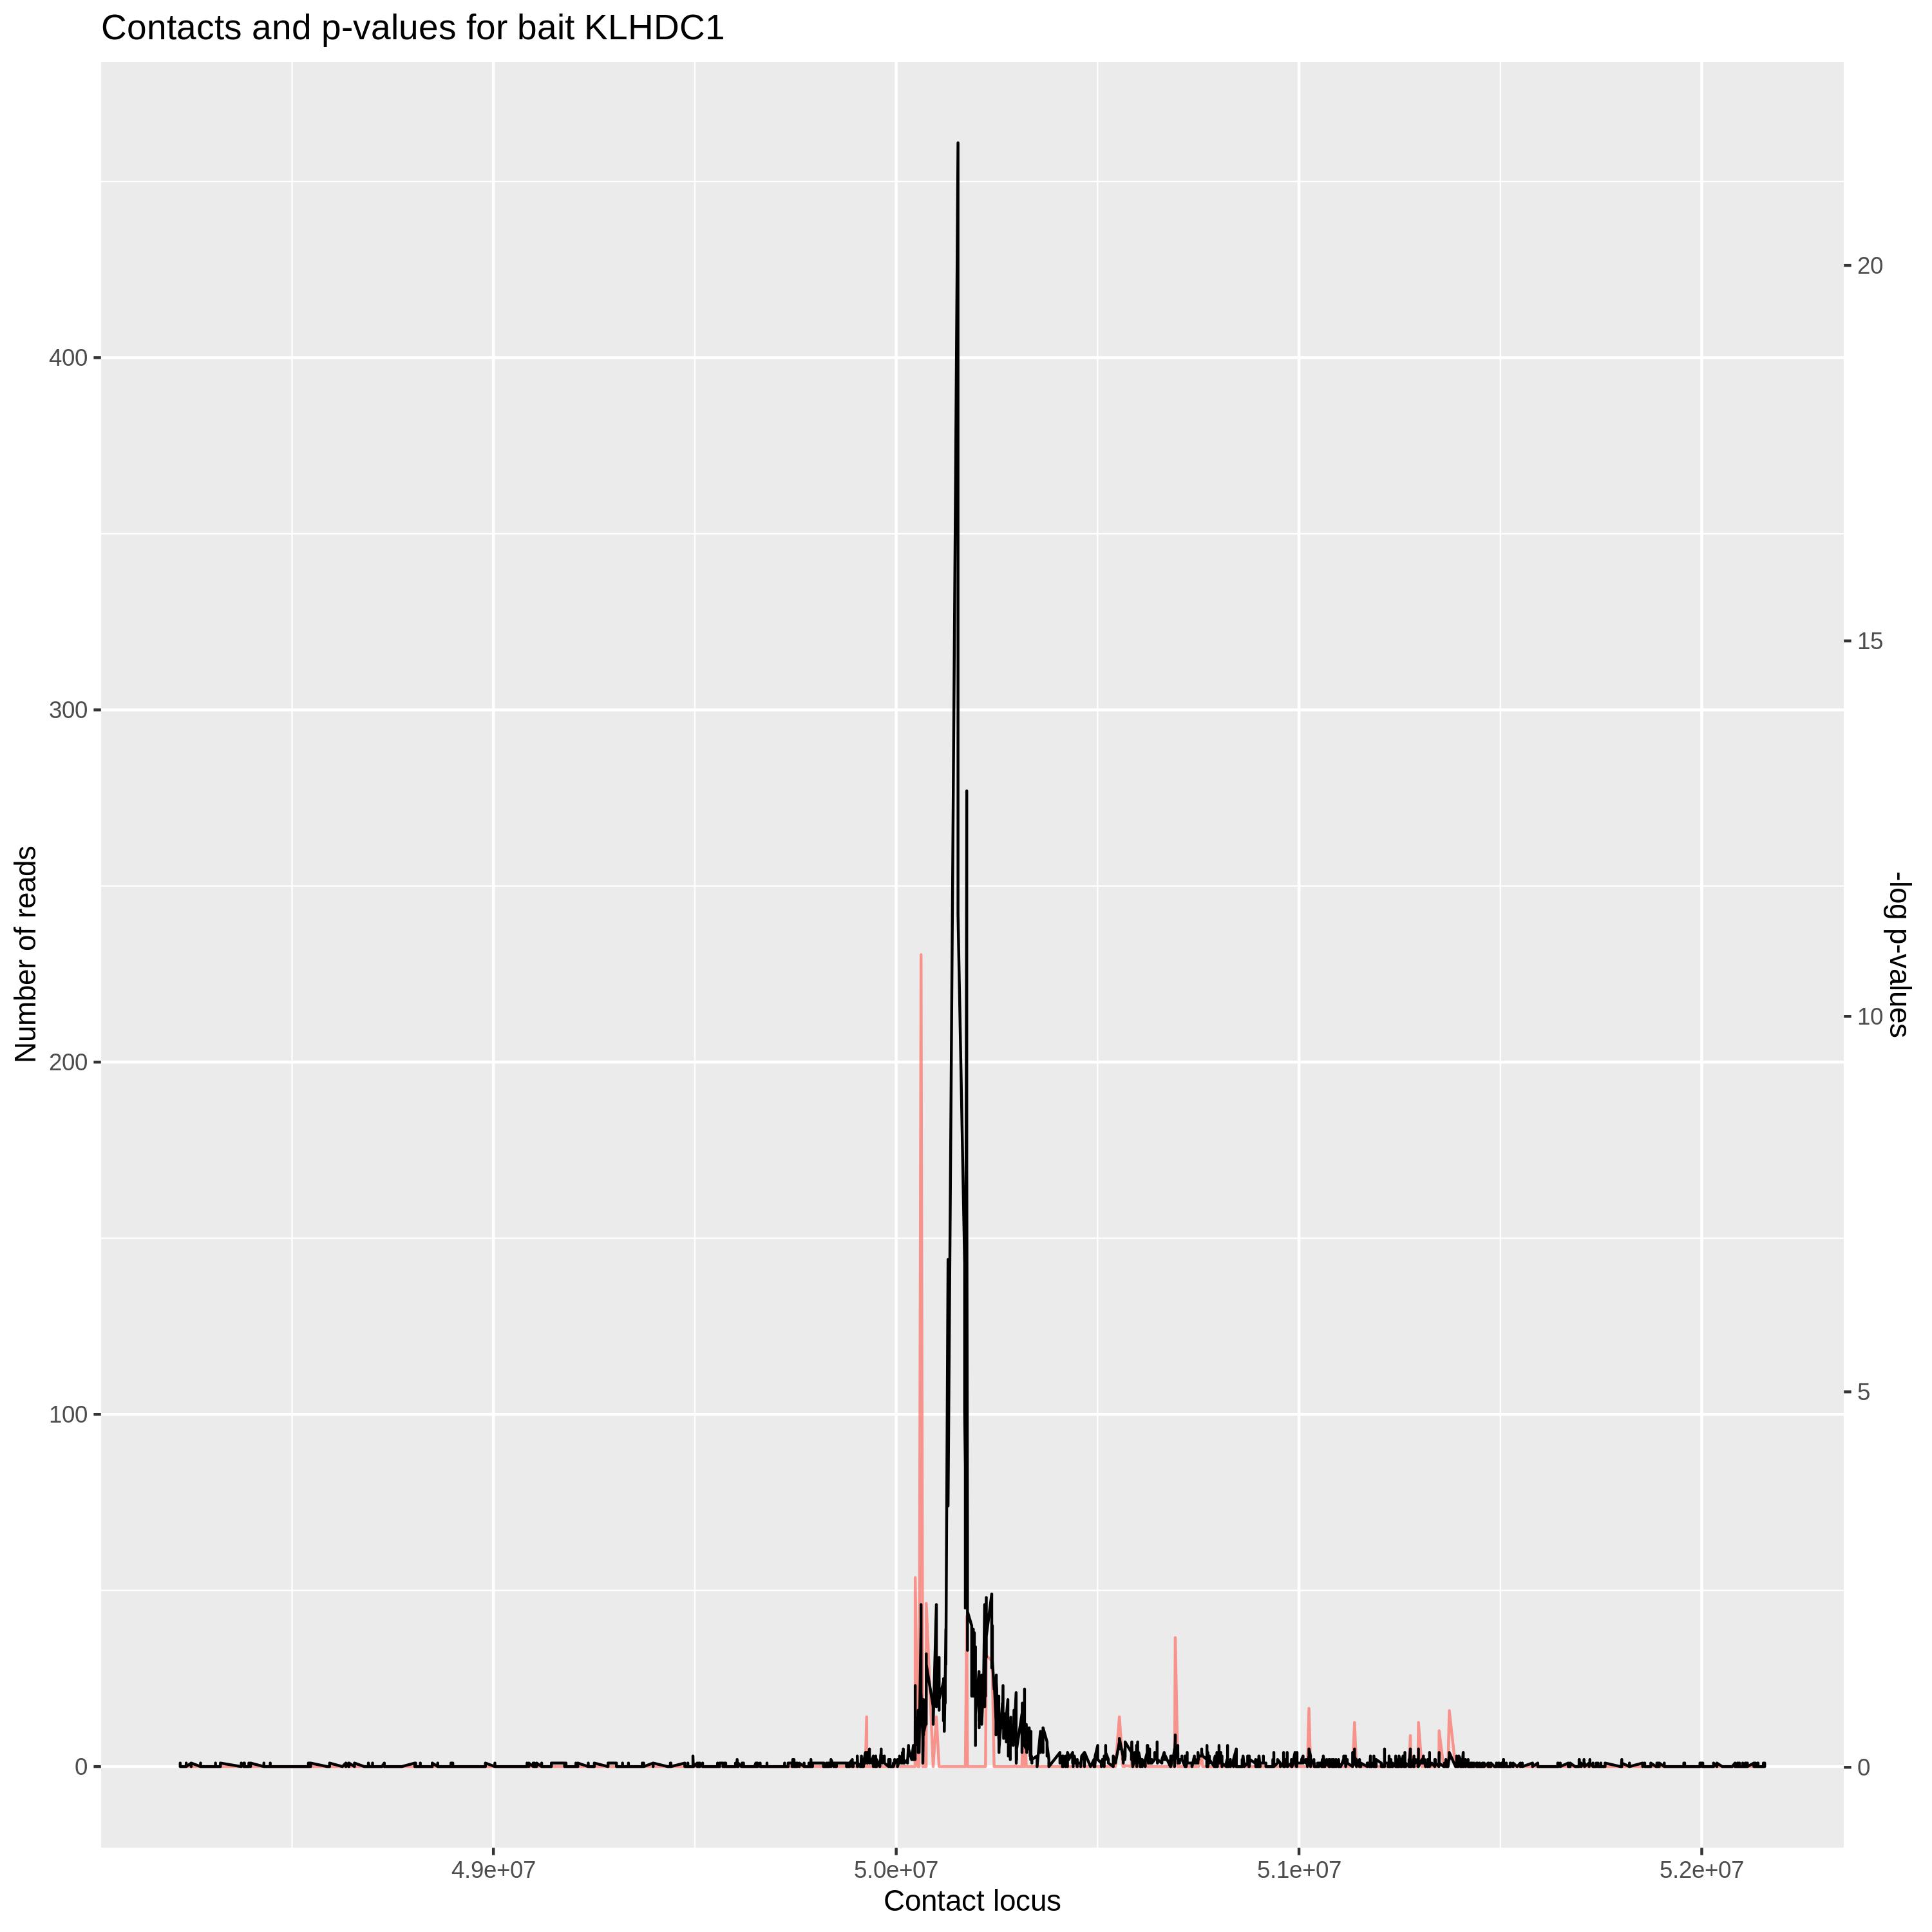 Contacts and p-values for bait KLHDC1
Number of reads
400
300
200
100
0
20
15
10
5
0
-log p-values
4.9e+07 5.0e+07 5.1e+07 5.2e+07
Contact locus